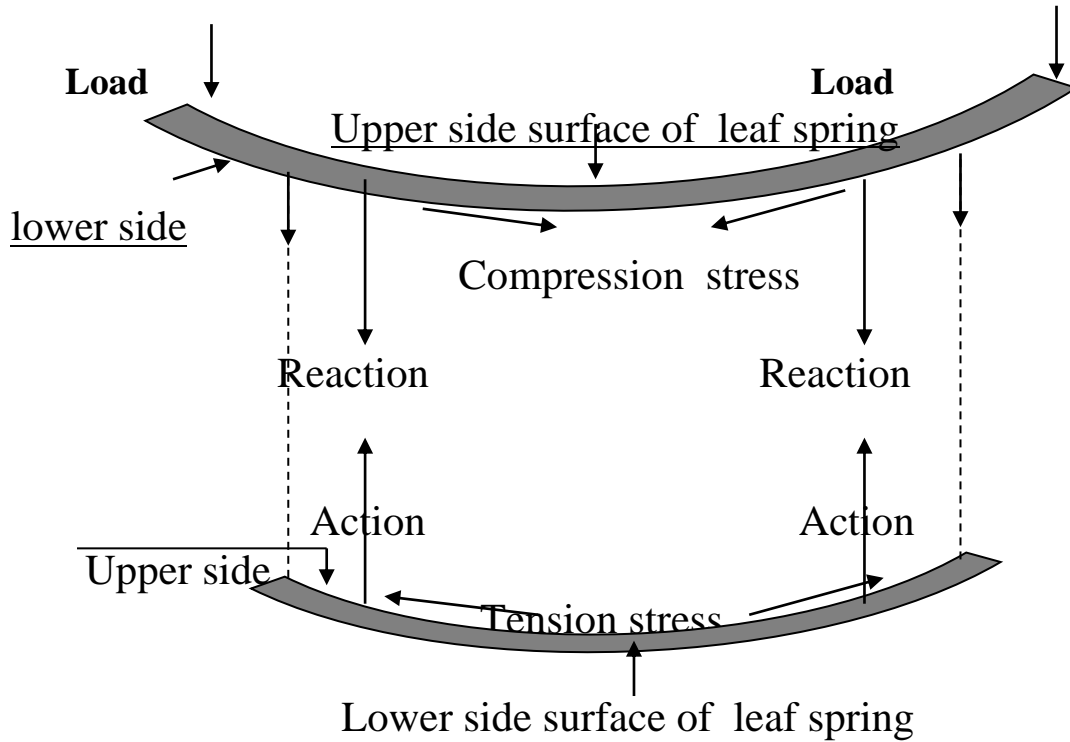 Load Load
Upper side surface of leaf spring
lower side
Compression stress
Reaction Reaction
Action Action
Upper side
Tension stress
Lower side surface of leaf spring